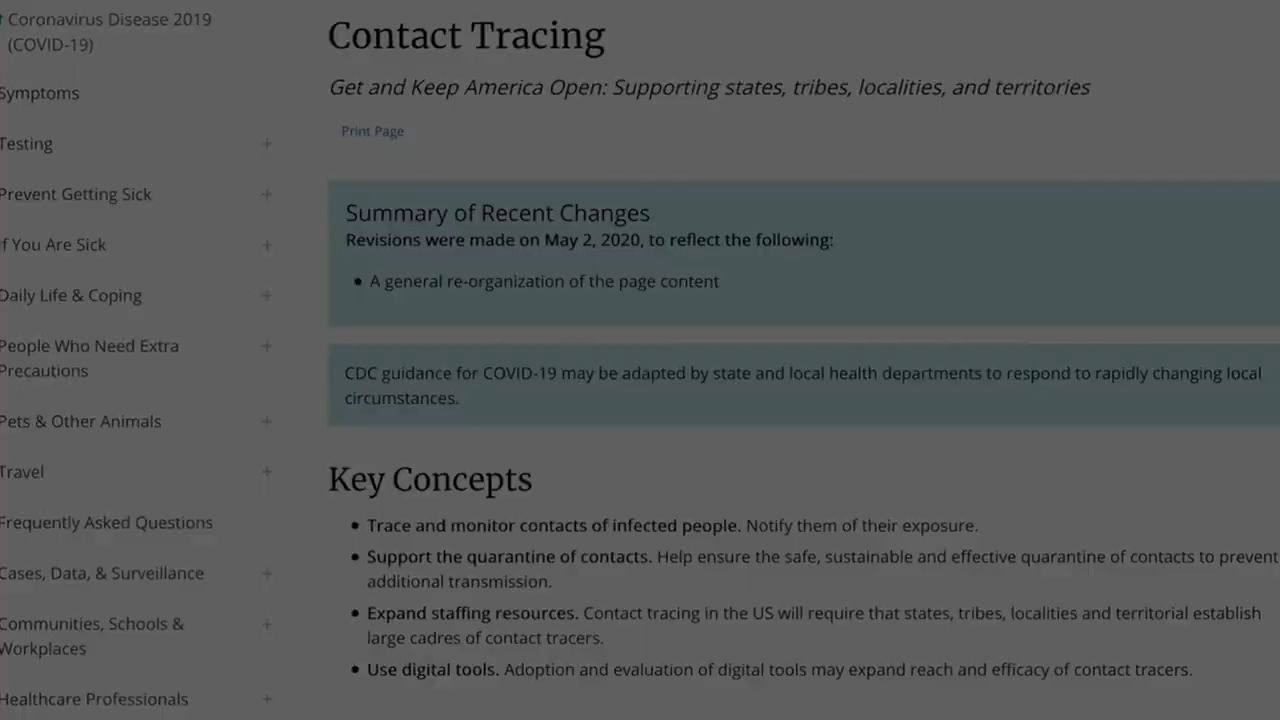 Coronavirus Disease 2019
(COVID-19)
Symptoms
Testing +
Prevent Getting Sick +
If You Are Sick +
Daily Life & Coping +
People Who Need Extra +
Precautions
Pets & Other Animals +
Travel +
Frequently Asked Questions
Cases, Data, & Surveillance +
Communities, Schools & +
Workplaces
Healthcare Professionals +
Contact Tracing
Get and Keep America Open: Supporting states, tribes, localities, and territories
Print Page
Summary of Recent Changes
Revisions were made on May 2, 2020, to reflect the following:
• A general re-organization of the page content
CDC guidance for COVID-19 may be adapted by state and local health departments to respond to rapidly changing local
circumstances.
Key Concepts
• Trace and monitor contacts of infected people. Notify them of their exposure.
• Support the quarantine of contacts. Help ensure the safe, sustainable and effective quarantine of contacts to prevent
additional transmission.
• Expand staffing resources. Contact tracing in the US will require that states, tribes, localities and territorial establish
large cadres of contact tracers.
• Use digital tools. Adoption and evaluation of digital tools may expand reach and efficacy of contact tracers.